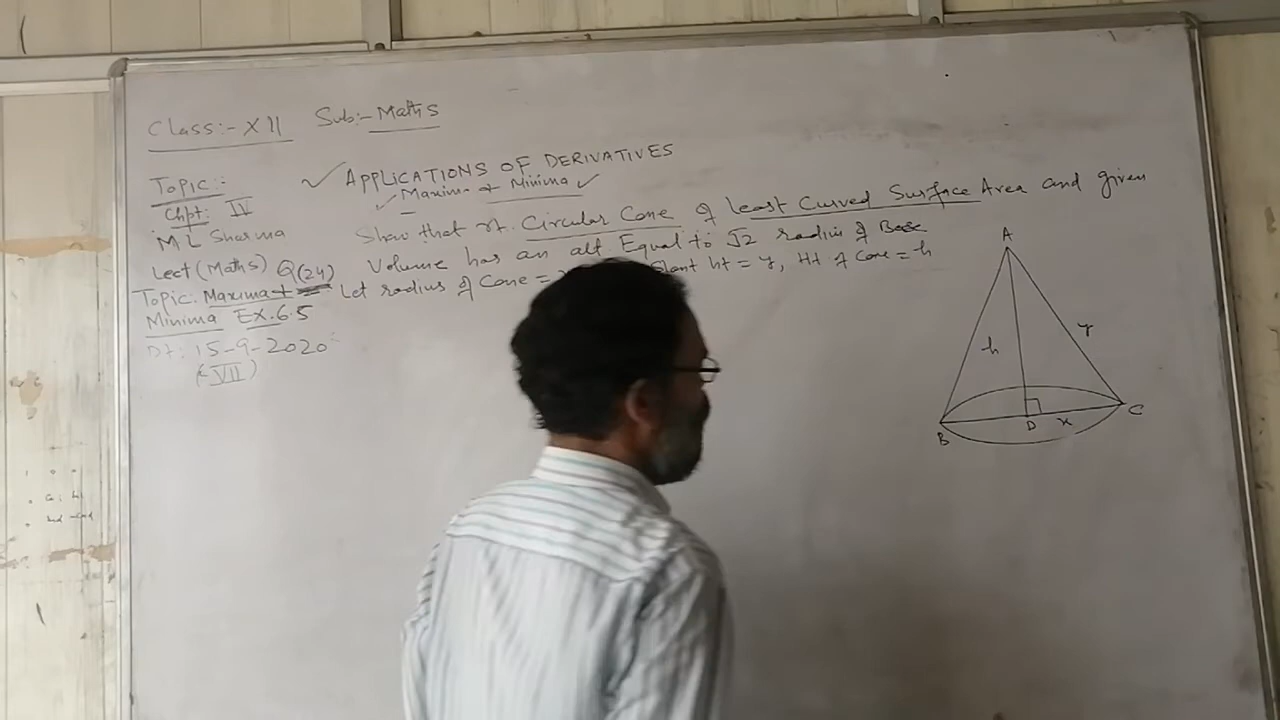 Class:- XII Sub:- Maths
Topic:- APPLICATIONS OF DERIVATIVES
Chpt: IV Maxima + Minima
M L Sharma Show that rt. Circular Cone of least Curved Surface Area and given
Lect (Maths) Q(24) Volume has an alt Equal to √2 radius of Base
Topic: Maxima + Let radius of Cone = x Slant ht = y, Ht of Cone = h
Minima EX.6.5
Dt: 15-9-2020
(VII)
A
h
y
B
D
x
C